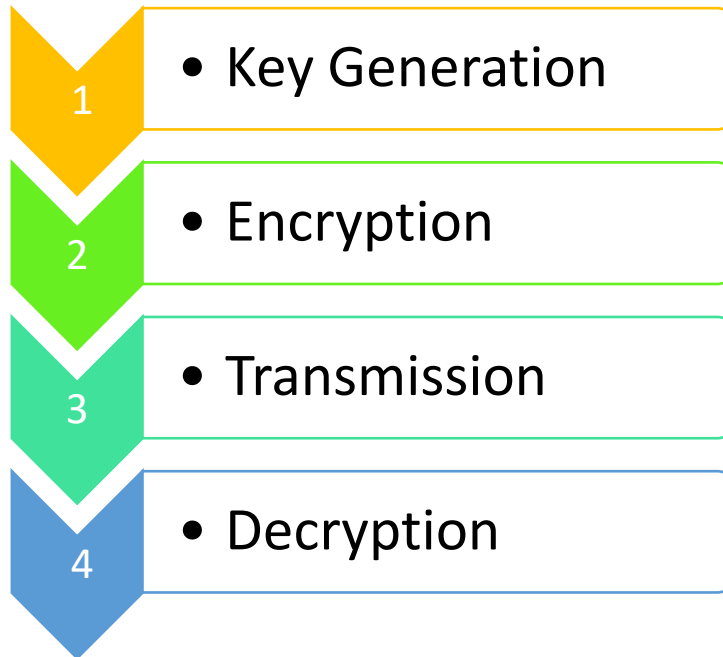 1
• Key Generation
2
• Encryption
3
• Transmission
4
• Decryption